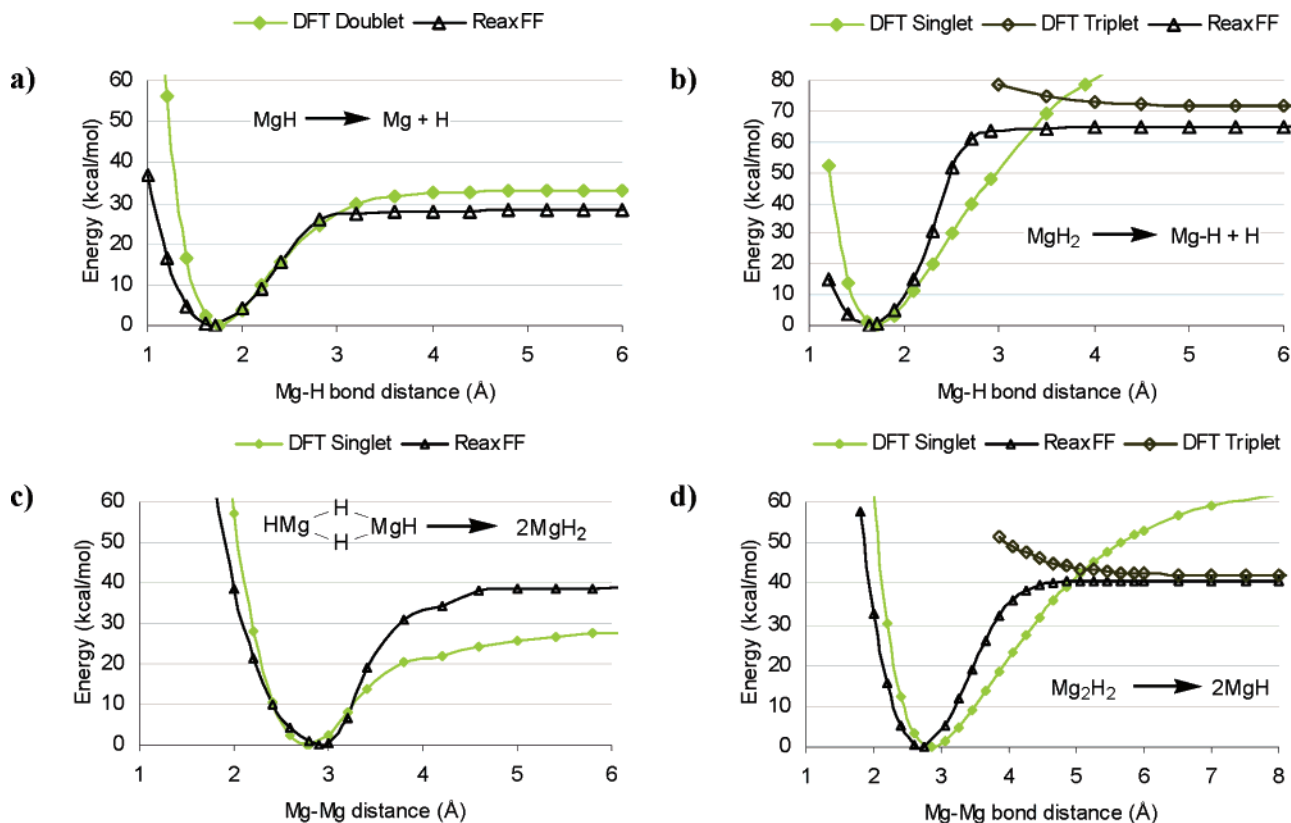 DFT Doublet ReaxFF
a)
Energy (kcal/mol)
60
50
40
30
20
10
0
MgH Mg + H
1 2 3 4 5 6
Mg-H bond distance (Å)
DFT Singlet DFT Triplet ReaxFF
b)
Energy (kcal/mol)
80
70
60
50
40
30
20
10
0
MgH2 Mg-H + H
1 2 3 4 5 6
Mg-H bond distance (Å)
DFT Singlet ReaxFF
c)
Energy (kcal/mol)
60
50
40
30
20
10
0
H
HMg MgH 2MgH2
H
1 2 3 4 5 6
Mg-Mg distance (Å)
DFT Singlet ReaxFF DFT Triplet
d)
Energy (kcal/mol)
60
50
40
30
20
10
0
Mg2H2 2MgH
1 2 3 4 5 6 7 8
Mg-Mg bond distance (Å)